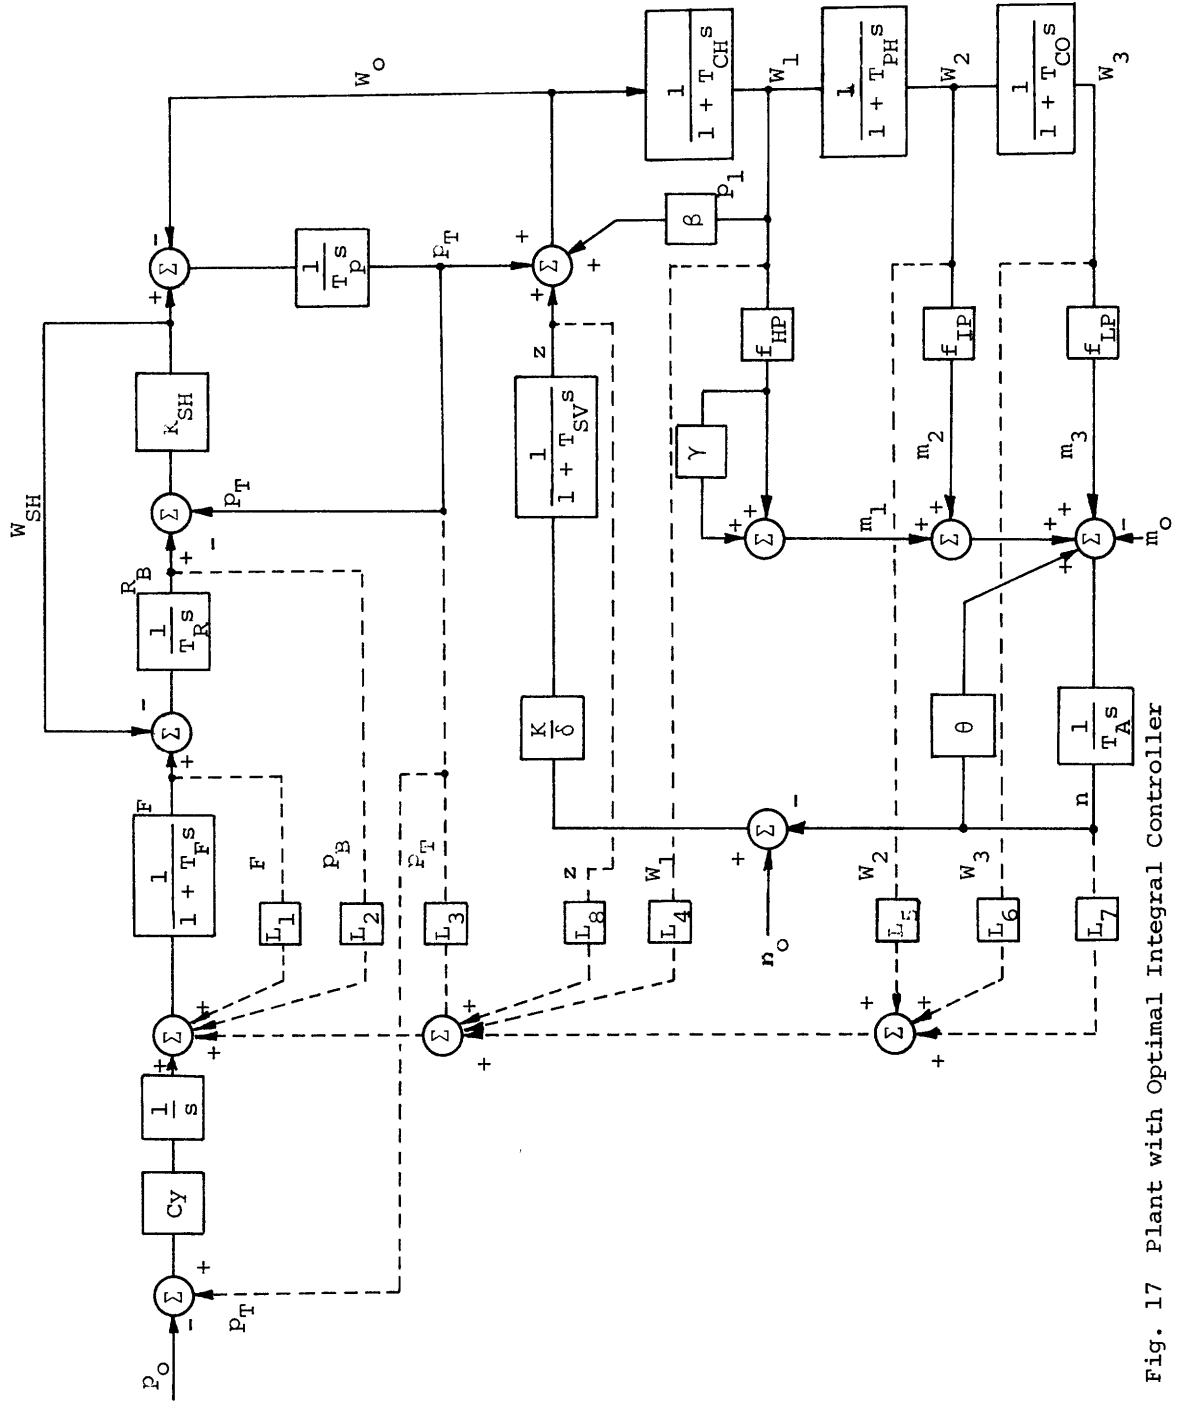 W_SH
p_o − Σ + Cy 1/s + Σ + + 1/(1 + T_F s) F + Σ − 1/(T_R s) R_B + Σ − K_SH + Σ −
p_T F p_T
L_1
p_B 1/(T_p s) W_o
L_2
p_T p_T
Σ + L_3
n_o + Σ − K/δ 1/(1 + T_SV s) z + Σ + +
z
L_8
W_1 β p_1 1/(1 + T_CH s)
L_4
γ
+ + Σ f_HP W_1
m_1
W_2 1/(1 + T_PH s)
Σ + + + L_5 + + Σ m_2 f_IP W_2
θ
W_3
L_6
n 1/(T_A s) + + + Σ − m_3 f_LP 1/(1 + T_CO s) W_3
L_7
m_o
Fig. 17 Plant with Optimal Integral Controller